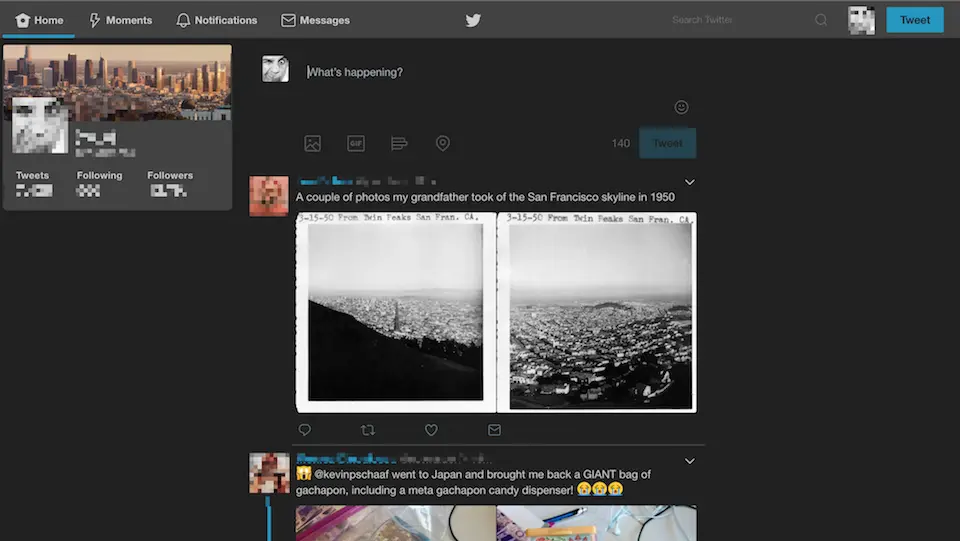 Home Moments Notifications Messages Search Twitter Tweet
What's happening?
GIF 140 Tweet
Tweets Following Followers
A couple of photos my grandfather took of the San Francisco skyline in 1950
3-15-50 From Twin Peaks San Fran. CA.
3-15-50 From Twin Peaks San Fran. CA.
😱 @kevinpschaaf went to Japan and brought me back a GIANT bag of
gachapon, including a meta gachapon candy dispenser! 😭😭😭